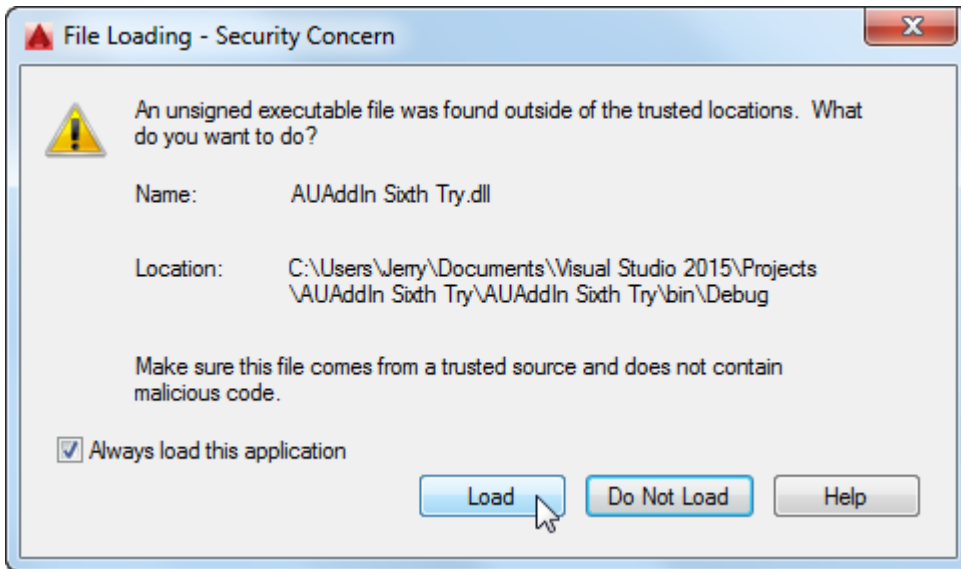 File Loading - Security Concern
An unsigned executable file was found outside of the trusted locations.  What
do you want to do?
Name: AUAddIn Sixth Try.dll
Location: C:\Users\Jerry\Documents\Visual Studio 2015\Projects
\AUAddIn Sixth Try\AUAddIn Sixth Try\bin\Debug
Make sure this file comes from a trusted source and does not contain
malicious code.
Always load this application
Load Do Not Load Help